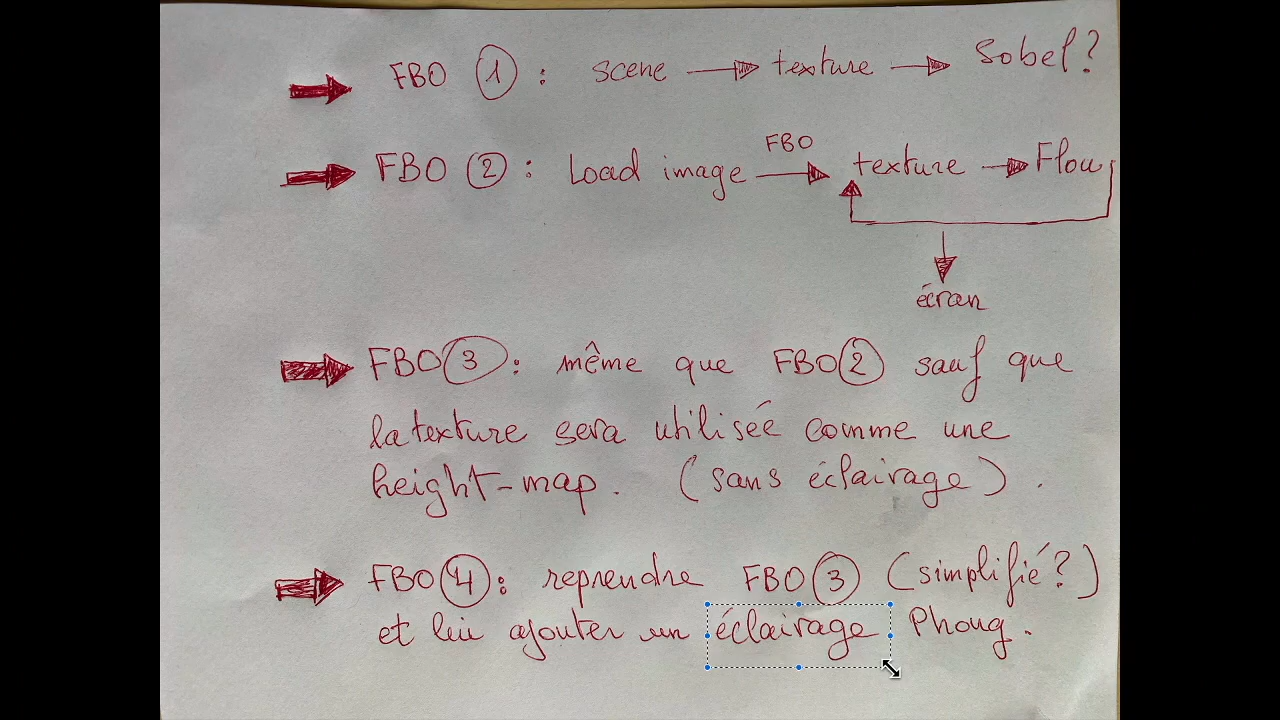 FBO 1 : scene → texture → Sobel ?
FBO 2 : Load image FBO → texture → Flou
écran
FBO 3 : même que FBO 2 sauf que
la texture sera utilisée comme une
height-map. (sans éclairage).
FBO 4 : reprendre FBO 3 (simplifié ?)
et lui ajouter un éclairage Phong.